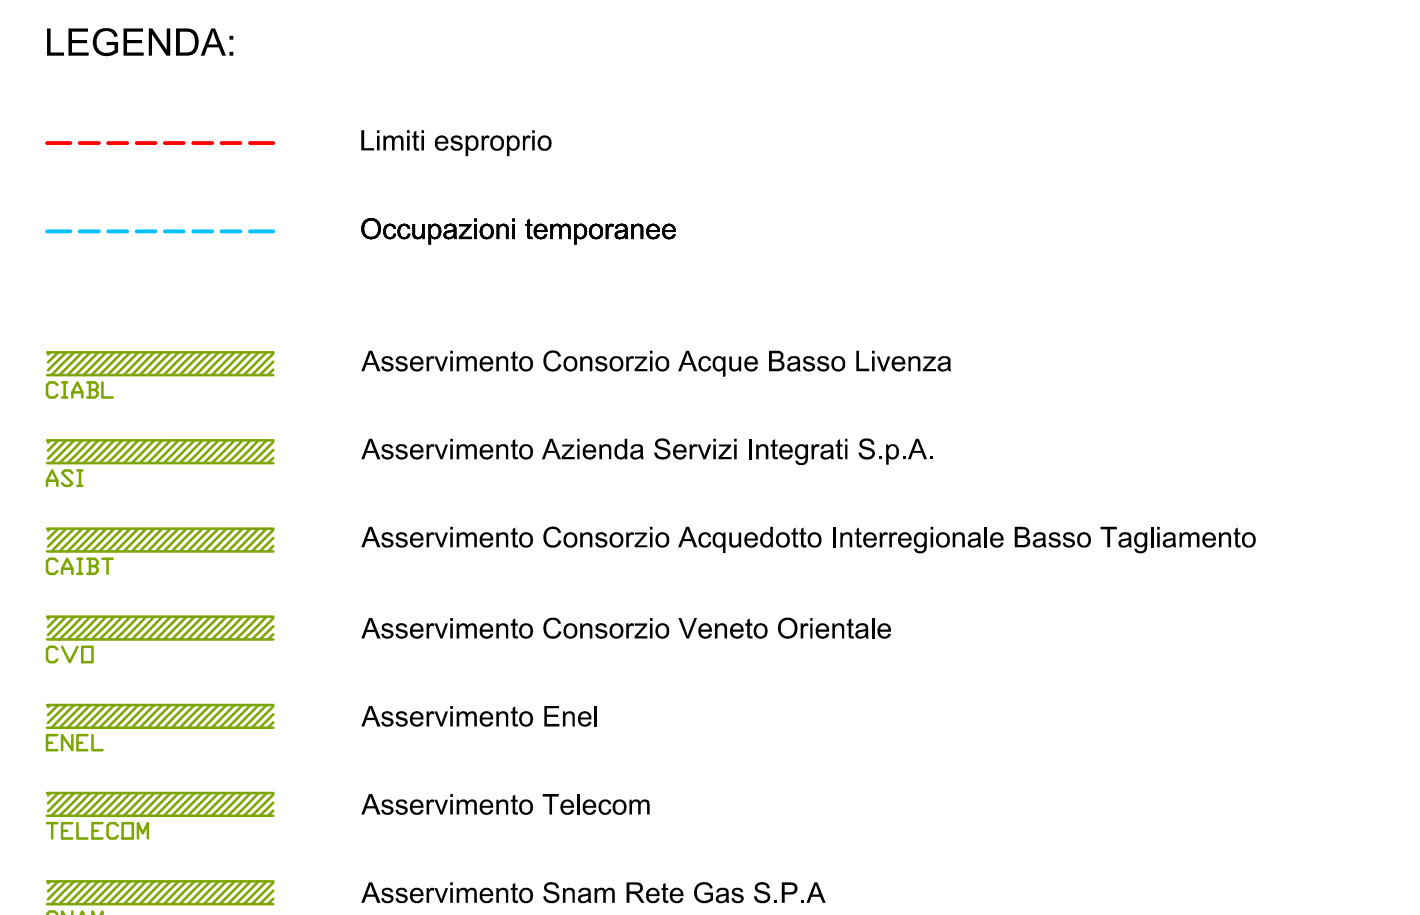 LEGENDA:
Limiti esproprio
Occupazioni temporanee
Asservimento Consorzio Acque Basso Livenza
CIABL
Asservimento Azienda Servizi Integrati S.p.A.
ASI
Asservimento Consorzio Acquedotto Interregionale Basso Tagliamento
CAIBT
Asservimento Consorzio Veneto Orientale
CVO
Asservimento Enel
ENEL
Asservimento Telecom
TELECOM
Asservimento Snam Rete Gas S.P.A
SNAM